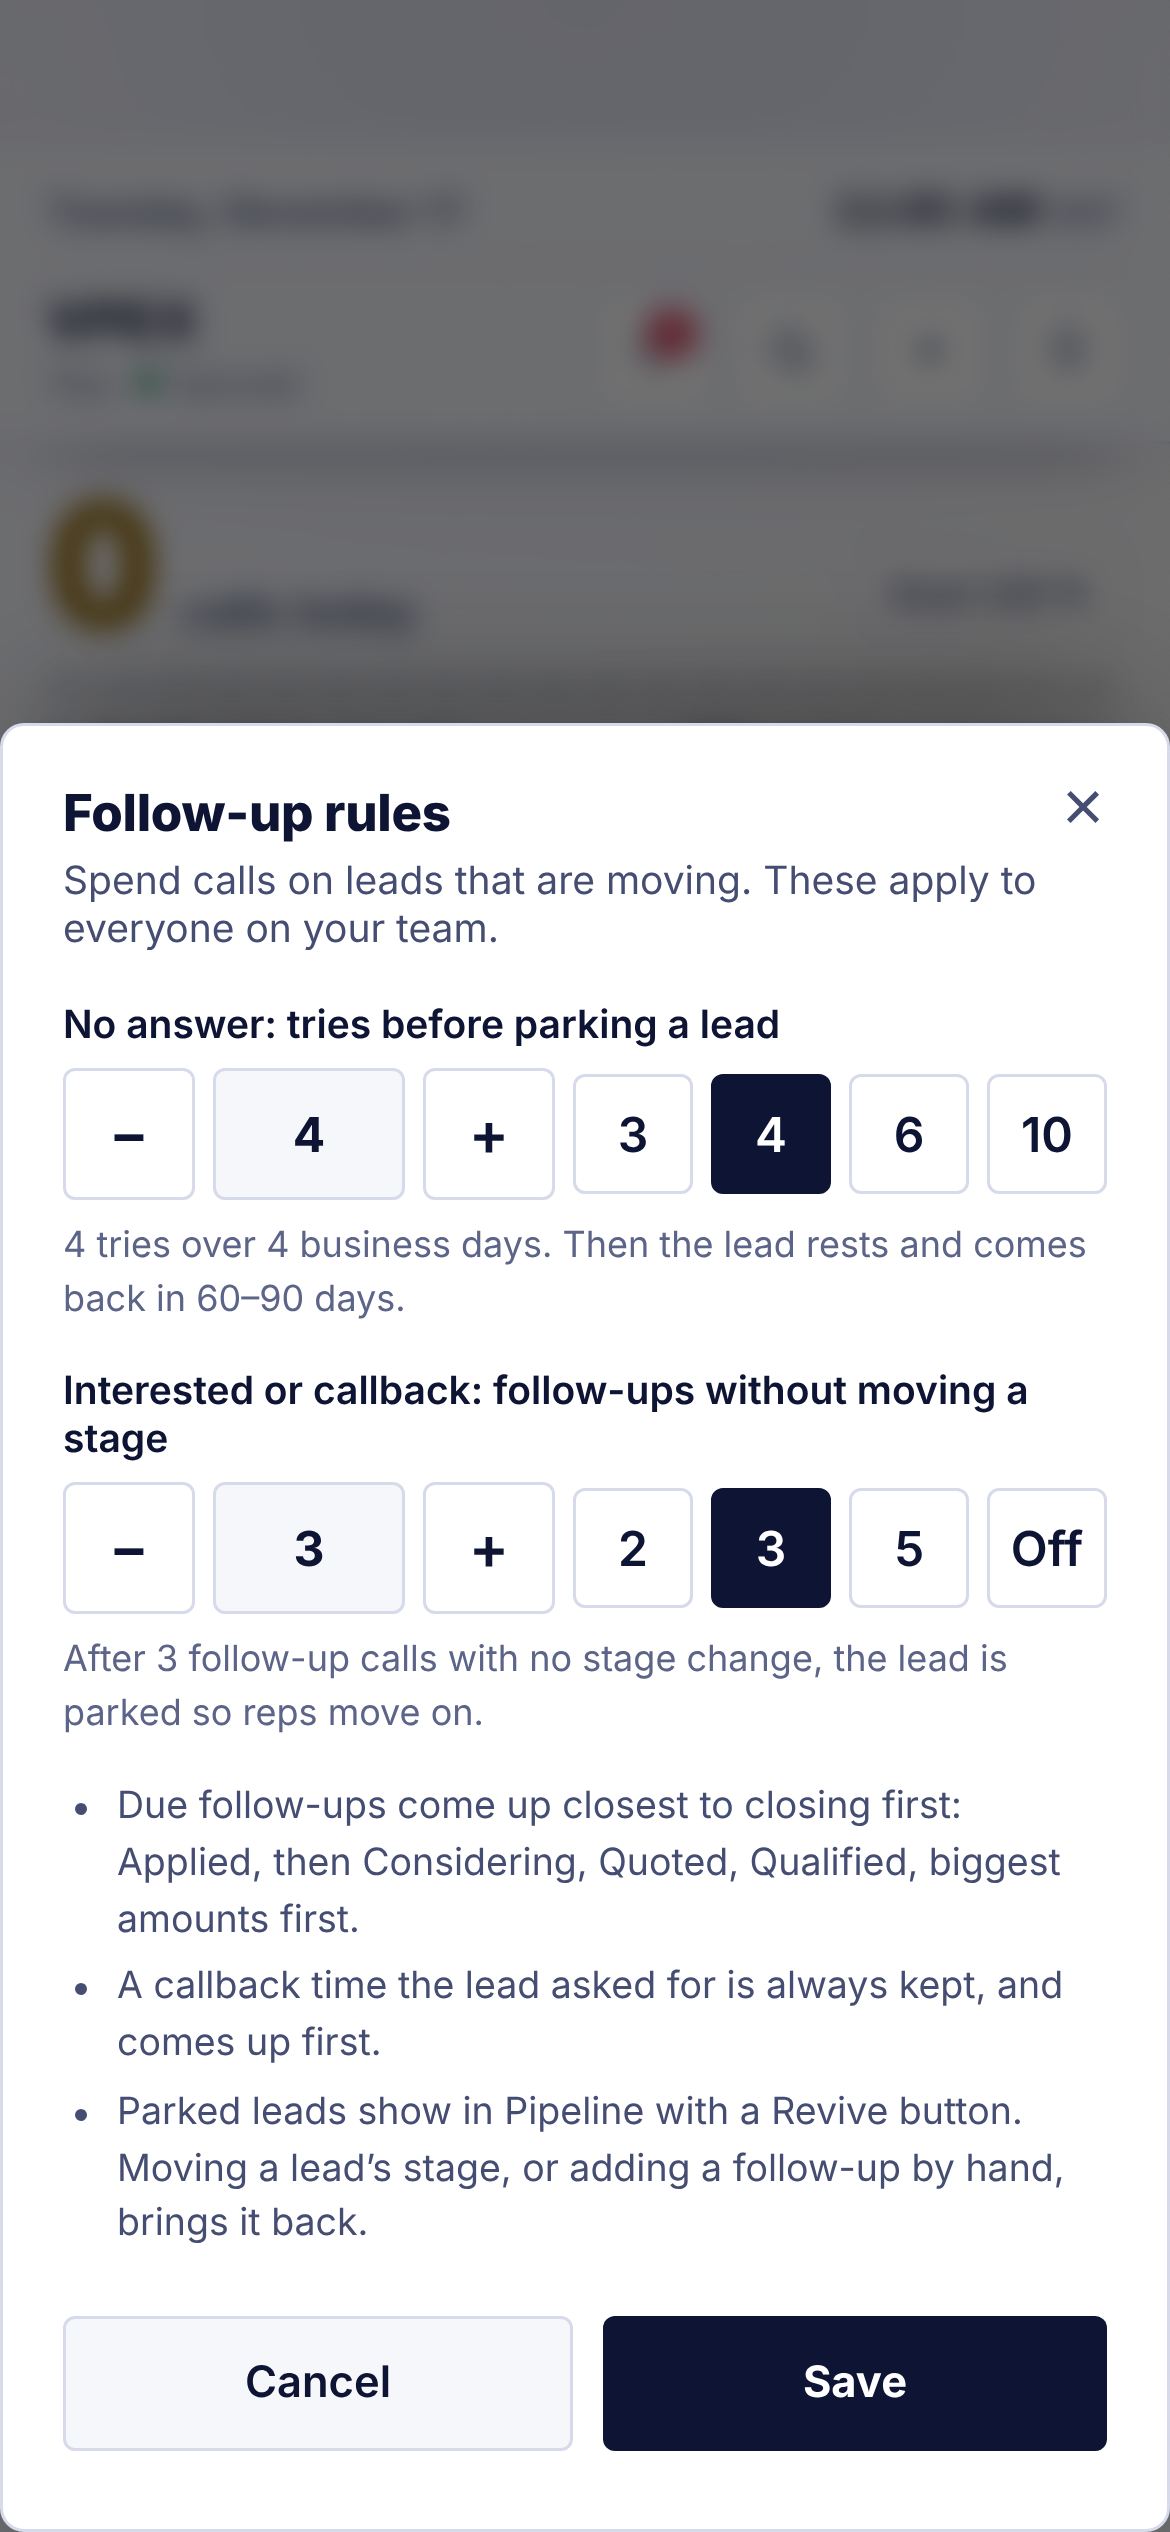 0
Follow-up rules
Spend calls on leads that are moving. These apply to
everyone on your team.
No answer: tries before parking a lead
− 4 + 3 4 6 10
4 tries over 4 business days. Then the lead rests and comes
back in 60–90 days.
Interested or callback: follow-ups without moving a
stage
− 3 + 2 3 5 Off
After 3 follow-up calls with no stage change, the lead is
parked so reps move on.
• Due follow-ups come up closest to closing first:
Applied, then Considering, Quoted, Qualified, biggest
amounts first.
• A callback time the lead asked for is always kept, and
comes up first.
• Parked leads show in Pipeline with a Revive button.
Moving a lead’s stage, or adding a follow-up by hand,
brings it back.
Cancel Save